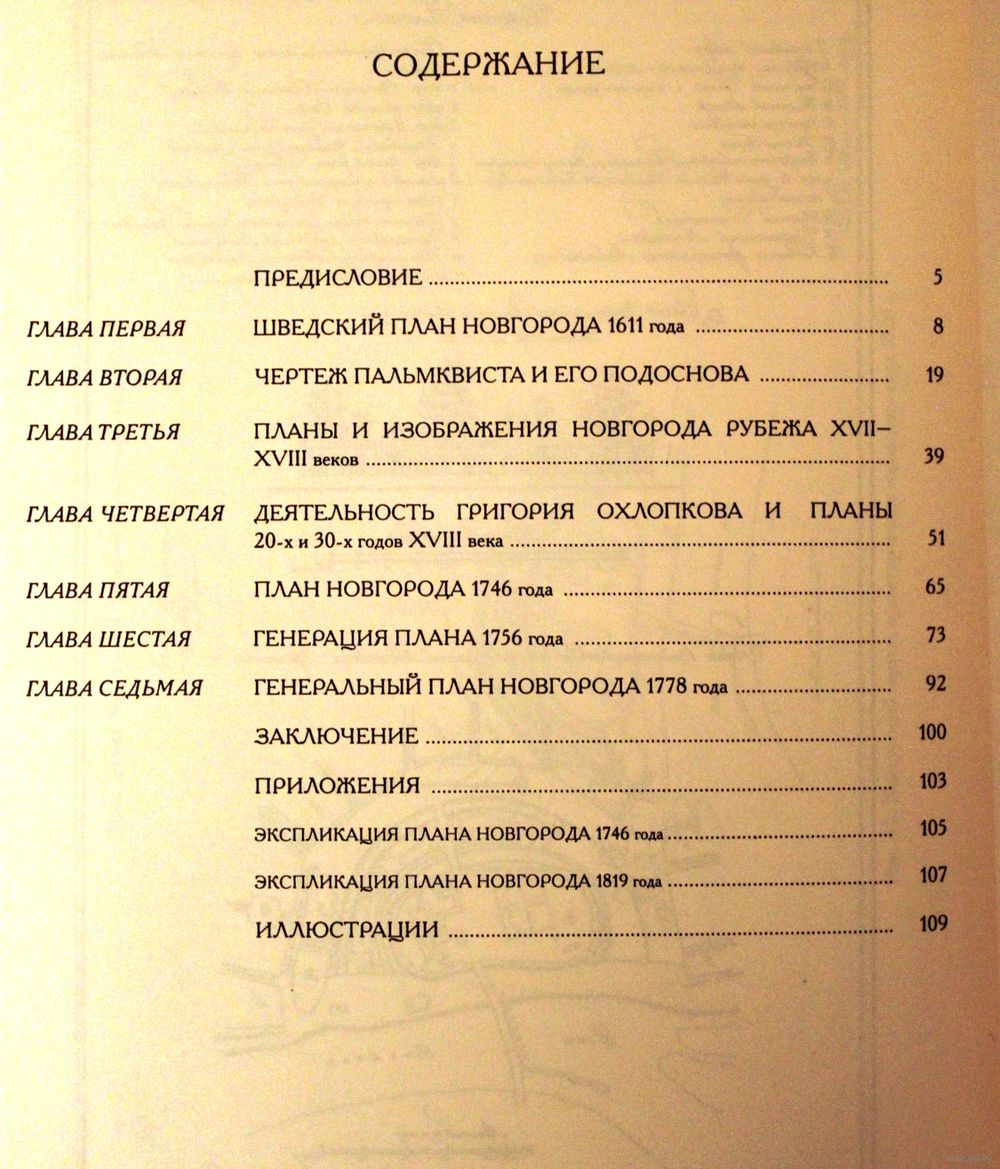 СОДЕРЖАНИЕ
ПРЕДИСЛОВИЕ ........ 5
ГЛАВА ПЕРВАЯ ШВЕДСКИЙ ПЛАН НОВГОРОДА 1611 года ........ 8
ГЛАВА ВТОРАЯ ЧЕРТЕЖ ПАЛЬМКВИСТА И ЕГО ПОДОСНОВА ........ 19
ГЛАВА ТРЕТЬЯ ПЛАНЫ И ИЗОБРАЖЕНИЯ НОВГОРОДА РУБЕЖА XVII–
XVIII веков ........ 39
ГЛАВА ЧЕТВЕРТАЯ ДЕЯТЕЛЬНОСТЬ ГРИГОРИЯ ОХЛОПКОВА И ПЛАНЫ
20-х и 30-х годов XVIII века ........ 51
ГЛАВА ПЯТАЯ ПЛАН НОВГОРОДА 1746 года ........ 65
ГЛАВА ШЕСТАЯ ГЕНЕРАЦИЯ ПЛАНА 1756 года ........ 73
ГЛАВА СЕДЬМАЯ ГЕНЕРАЛЬНЫЙ ПЛАН НОВГОРОДА 1778 года ........ 92
ЗАКЛЮЧЕНИЕ ........ 100
ПРИЛОЖЕНИЯ ........ 103
ЭКСПЛИКАЦИЯ ПЛАНА НОВГОРОДА 1746 года ........ 105
ЭКСПЛИКАЦИЯ ПЛАНА НОВГОРОДА 1819 года ........ 107
ИЛЛЮСТРАЦИИ ........ 109